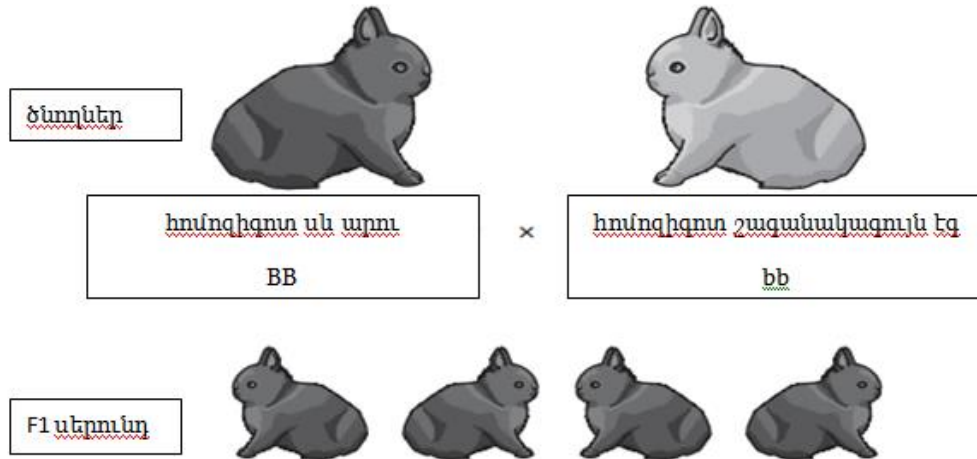 ծնողներ
հոմոզիգոտ սև արու
BB
×
հոմոզիգոտ շագանակագույն էգ
bb
F1 սերունդ